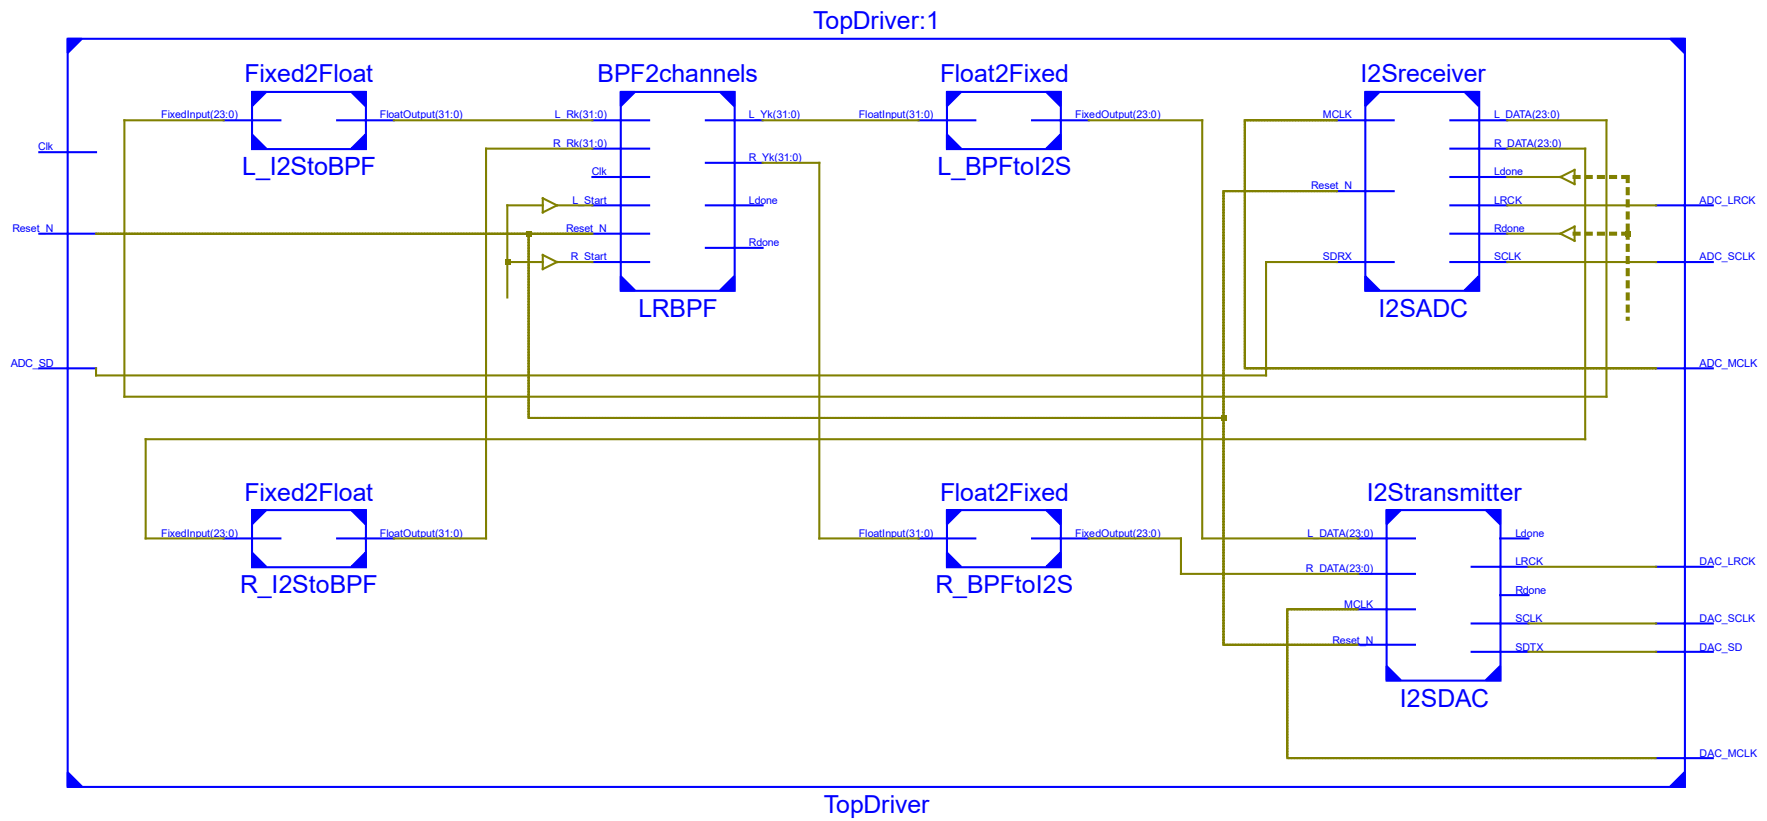 TopDriver:1
Fixed2Float
BPF2channels
Float2Fixed
I2Sreceiver
FixedInput(23:0)
FloatOutput(31:0)
L_I2StoBPF
L_Rk(31:0)
R_Rk(31:0)
Clk
L_Start
Reset_N
R_Start
L_Yk(31:0)
R_Yk(31:0)
Ldone
Rdone
LRBPF
FloatInput(31:0)
FixedOutput(23:0)
L_BPFtoI2S
MCLK
Reset_N
SDRX
L_DATA(23:0)
R_DATA(23:0)
Ldone
LRCK
Rdone
SCLK
I2SADC
Clk
Reset_N
ADC_SD
ADC_LRCK
ADC_SCLK
ADC_MCLK
Fixed2Float
Float2Fixed
I2Stransmitter
FixedInput(23:0)
FloatOutput(31:0)
R_I2StoBPF
FloatInput(31:0)
FixedOutput(23:0)
R_BPFtoI2S
L_DATA(23:0)
R_DATA(23:0)
MCLK
Reset_N
Ldone
LRCK
Rdone
SCLK
SDTX
I2SDAC
DAC_LRCK
DAC_SCLK
DAC_SD
DAC_MCLK
TopDriver